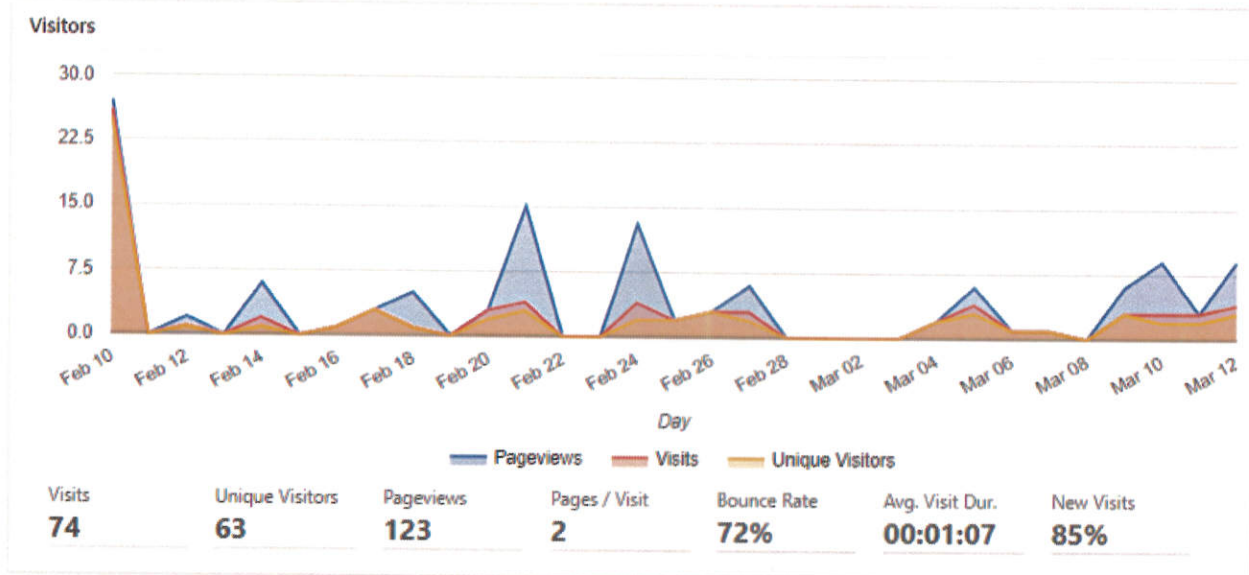 Visitors
30.0
22.5
15.0
7.5
0.0
Feb 10 Feb 12 Feb 14 Feb 16 Feb 18 Feb 20 Feb 22 Feb 24 Feb 26 Feb 28 Mar 02 Mar 04 Mar 06 Mar 08 Mar 10 Mar 12
Day
Pageviews Visits Unique Visitors
Visits Unique Visitors Pageviews Pages / Visit Bounce Rate Avg. Visit Dur. New Visits
74 63 123 2 72% 00:01:07 85%